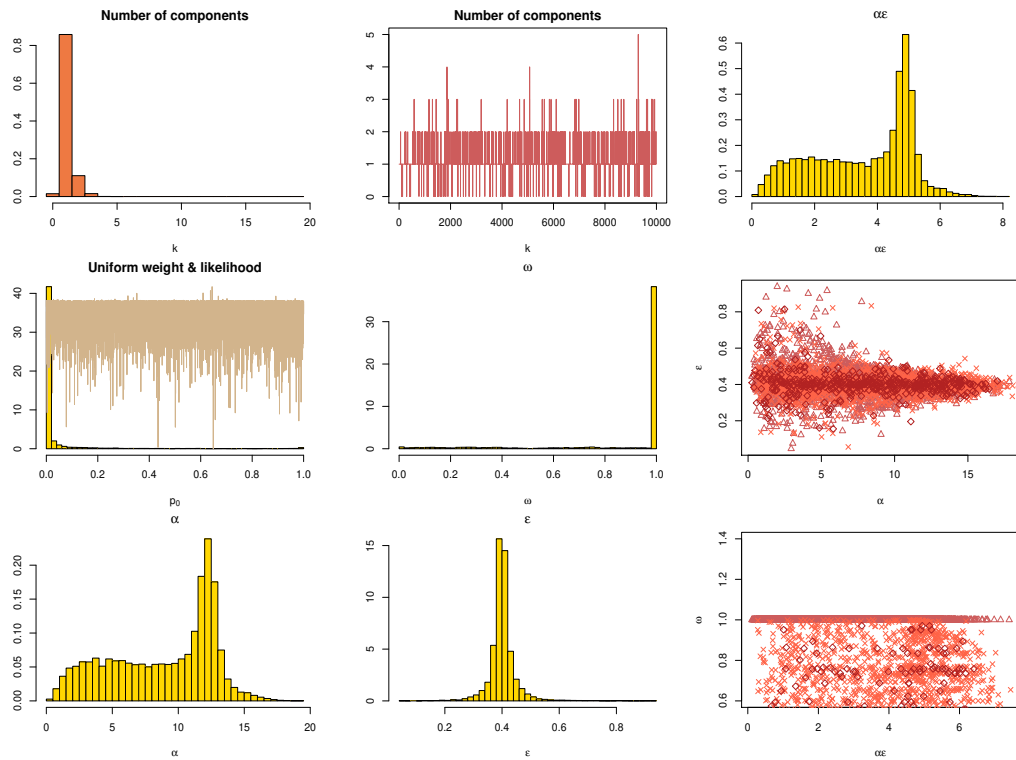 Number of components
0.0 0.2 0.4 0.6 0.8
0 5 10 15 20
k
Number of components
0 1 2 3 4 5
0 2000 4000 6000 8000 10000
k
αε
0.0 0.1 0.2 0.3 0.4 0.5 0.6
0 2 4 6 8
αε
Uniform weight & likelihood
0 10 20 30 40
0.0 0.2 0.4 0.6 0.8 1.0
p0
ω
0 10 20 30
0.0 0.2 0.4 0.6 0.8 1.0
ω
ε
0.2 0.4 0.6 0.8
0 5 10 15
α
α
0.00 0.05 0.10 0.15 0.20
0 5 10 15 20
α
ε
0 5 10 15
0.2 0.4 0.6 0.8
ε
ω
0.6 0.8 1.0 1.2 1.4
0 2 4 6
αε